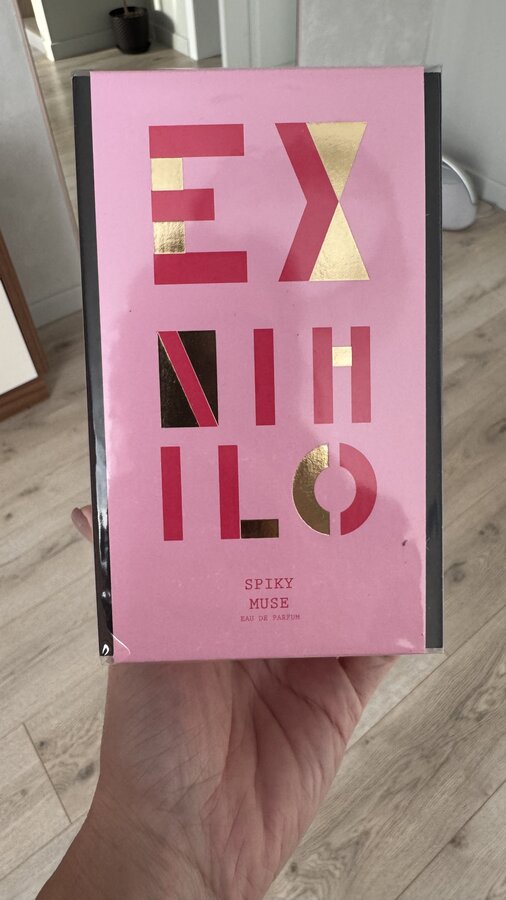 EX
NIH
ILO
SPIKY
MUSE
EAU DE PARFUM